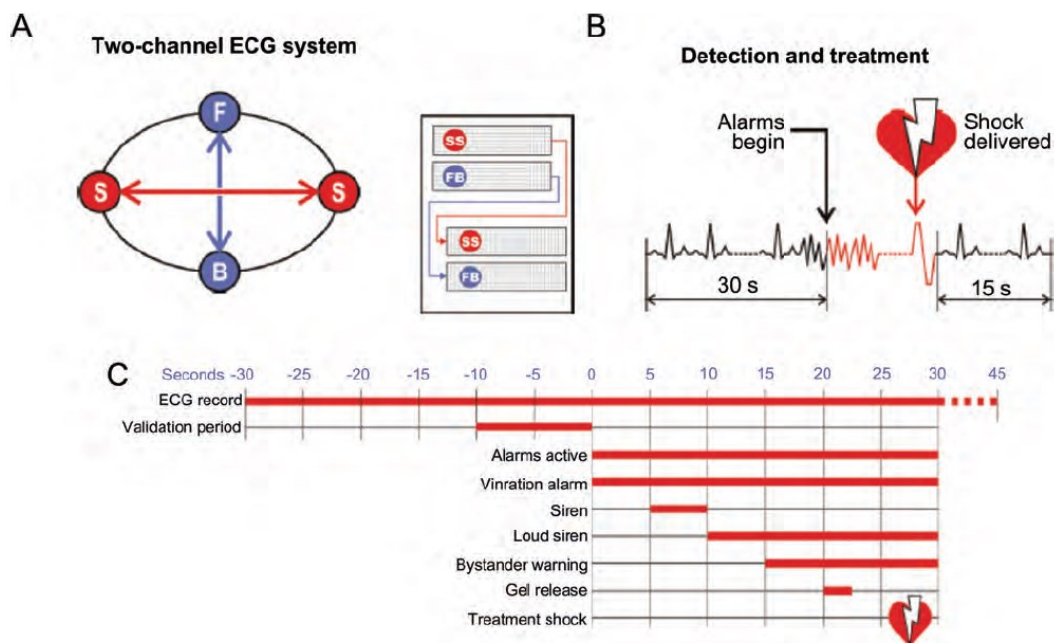 A
Two-channel ECG system
F
S
S
B
SS
FB
SS
FB
B
Detection and treatment
Alarms
begin
Shock
delivered
30 s
15 s
C
Seconds -30 -25 -20 -15 -10 -5 0 5 10 15 20 25 30 45
ECG record
Validation period
Alarms active
Vinration alarm
Siren
Loud siren
Bystander warning
Gel release
Treatment shock